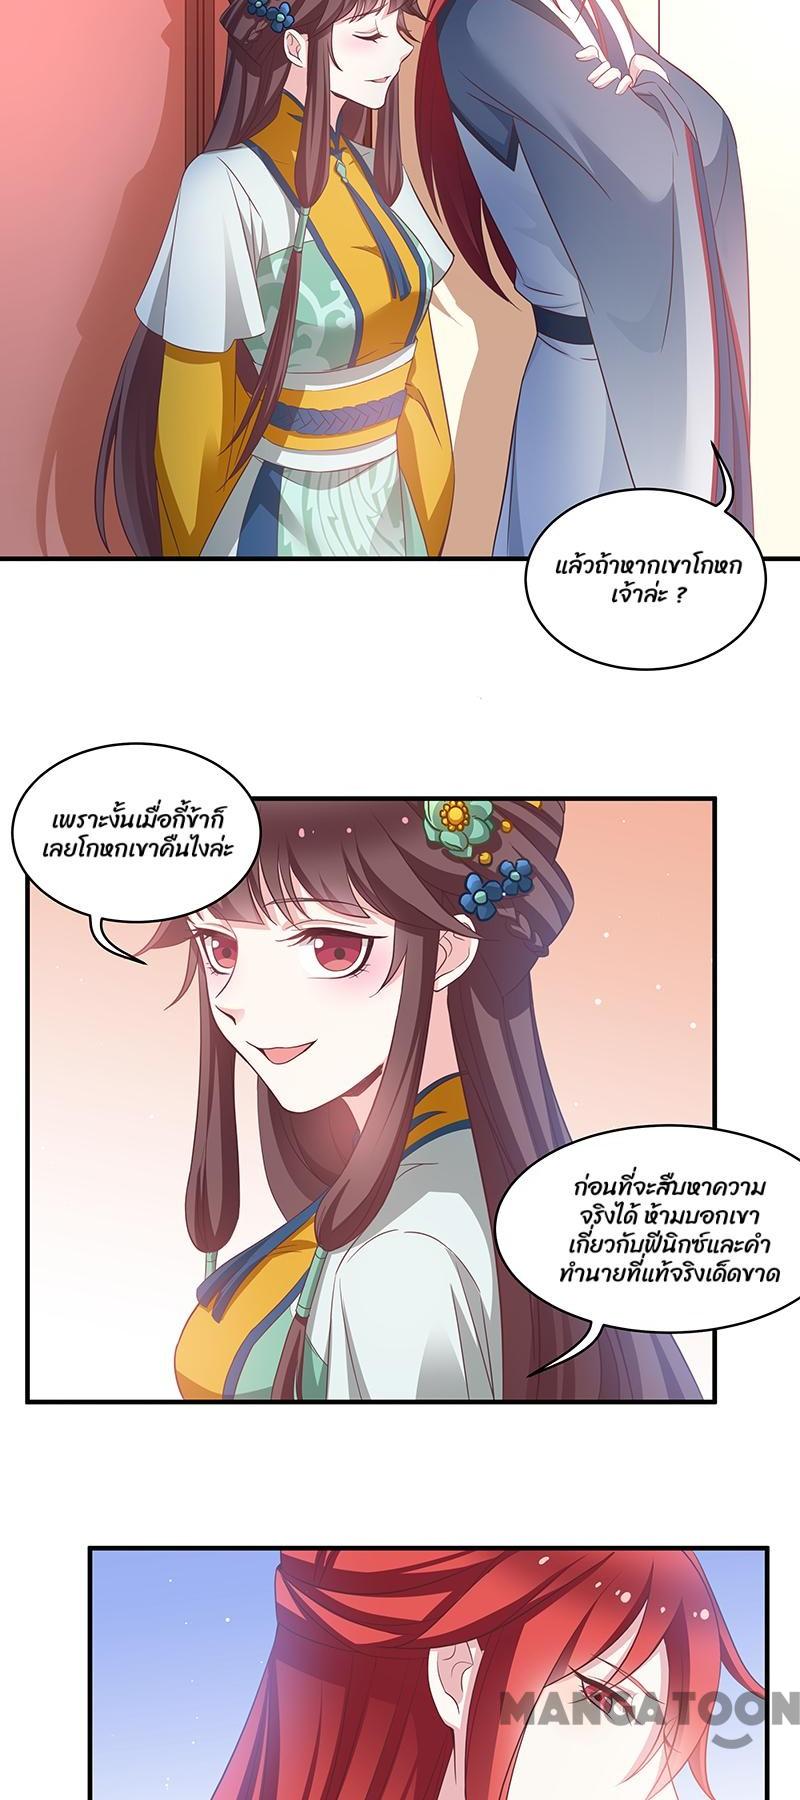 แล้วถ้าหากเขาโกหก
เจ้าล่ะ ?
เพราะงั้นเมื่อกี้ข้าก็
เลยโกหกเขาคืนไงล่ะ
ก่อนที่จะสืบหาความ
จริงได้ ห้ามบอกเขา
เกี่ยวกับฟีนิกซ์และคำ
ทำนายที่แท้จริงเด็ดขาด
MANGATOON